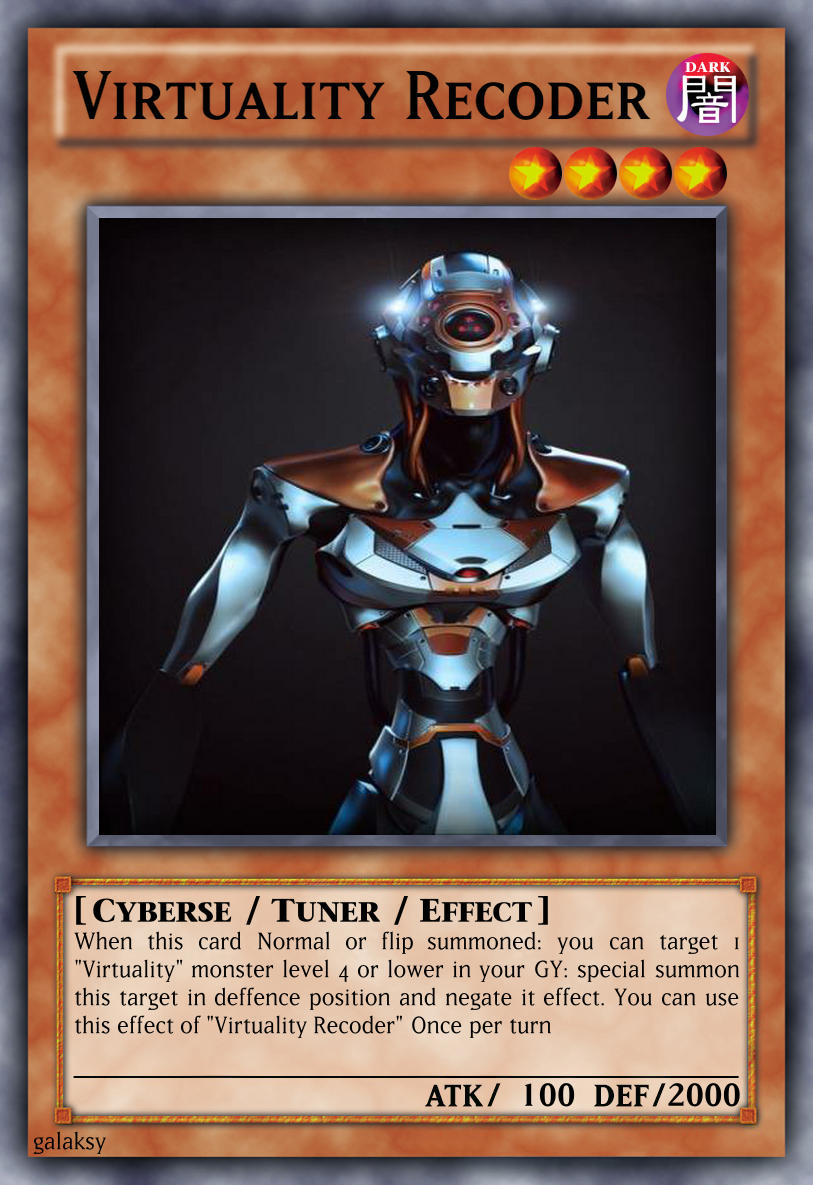 Virtuality Recoder
DARK
闇
[ Cyberse / Tuner / Effect ]
When this card Normal or flip summoned: you can target 1
"Virtuality" monster level 4 or lower in your GY: special summon
this target in deffence position and negate it effect. You can use
this effect of "Virtuality Recoder" Once per turn
ATK/ 100 DEF/2000
galaksy